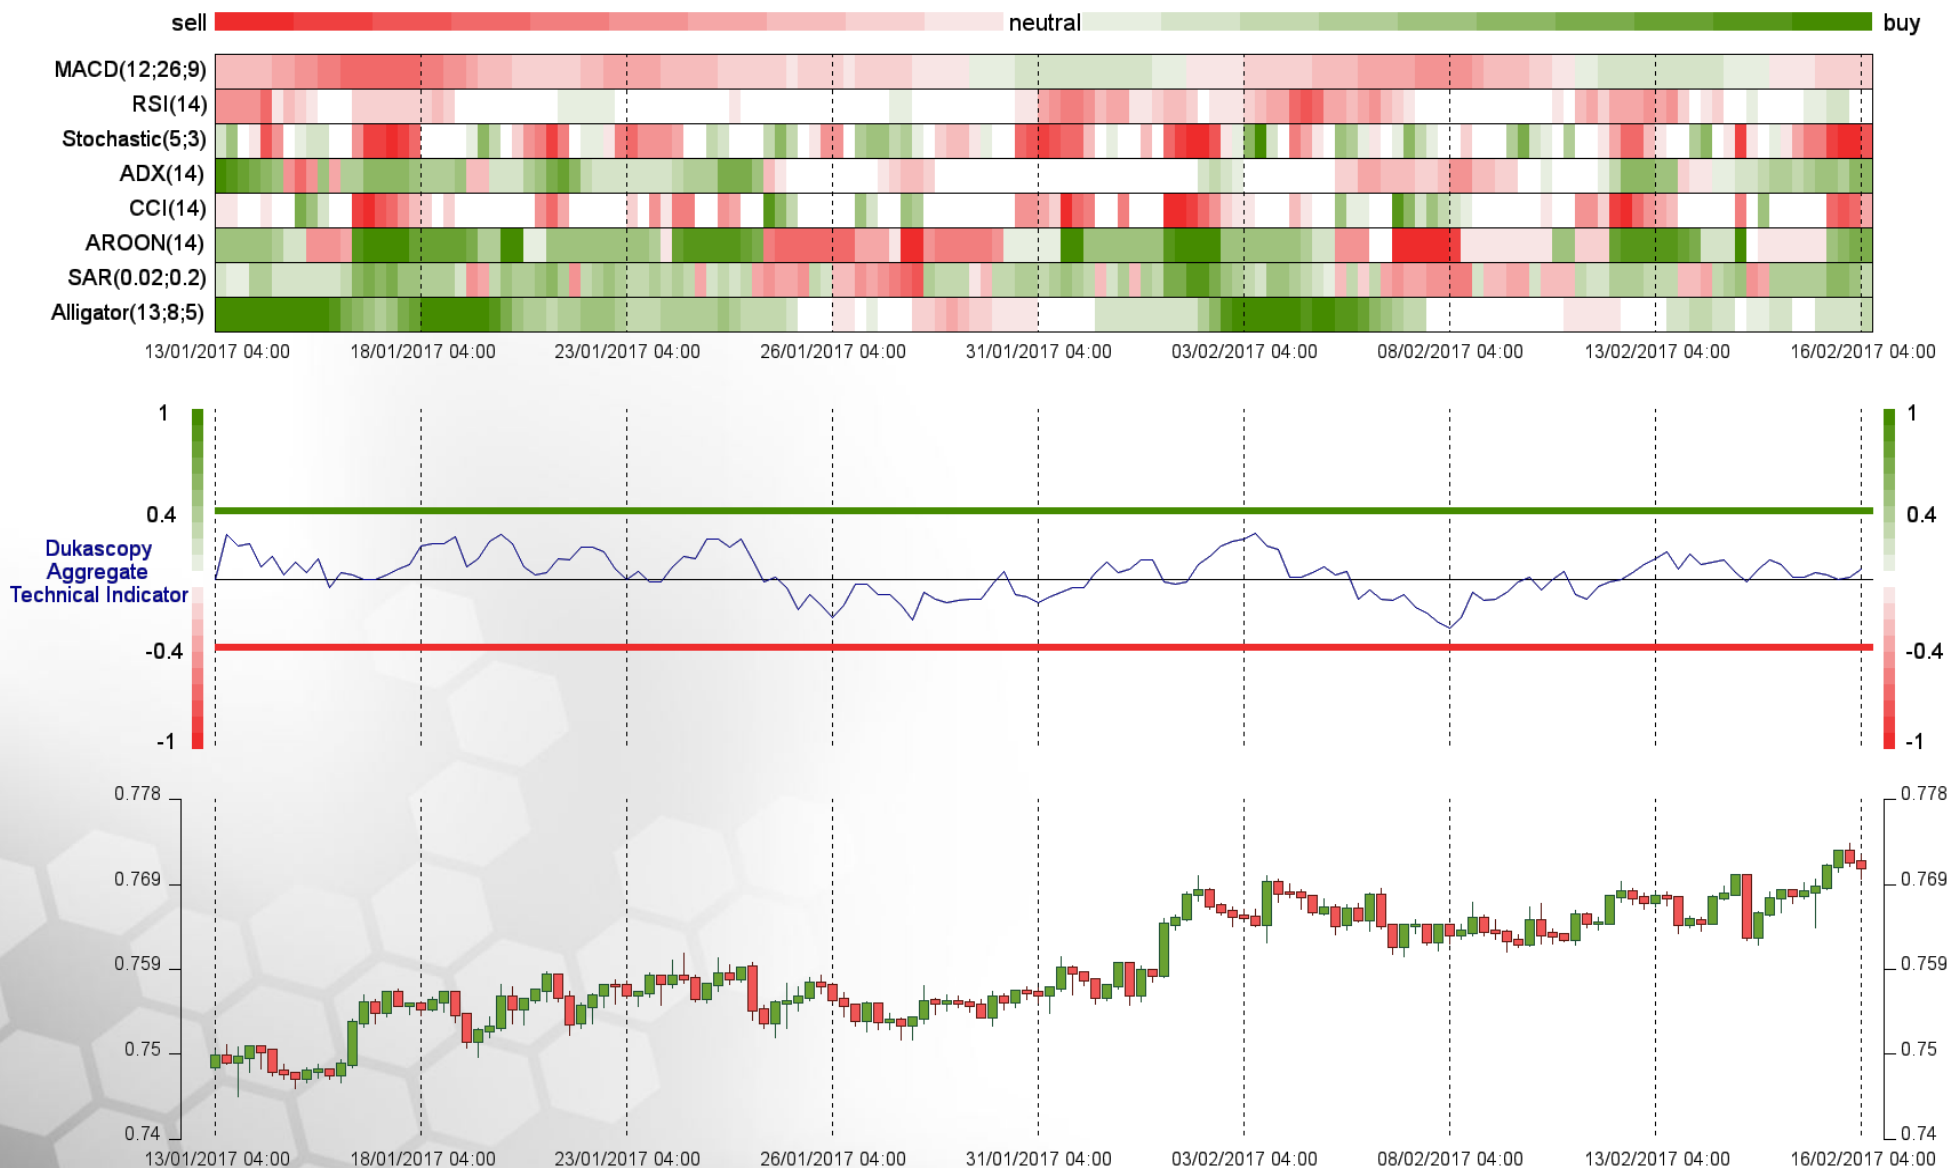 sell neutral buy
MACD(12;26;9)
RSI(14)
Stochastic(5;3)
ADX(14)
CCI(14)
AROON(14)
SAR(0.02;0.2)
Alligator(13;8;5)
13/01/2017 04:00 18/01/2017 04:00 23/01/2017 04:00 26/01/2017 04:00 31/01/2017 04:00 03/02/2017 04:00 08/02/2017 04:00 13/02/2017 04:00 16/02/2017 04:00
1 1
0.4 0.4
Dukascopy
Aggregate
Technical Indicator
-0.4 -0.4
-1 -1
0.778 0.778
0.769 0.769
0.759 0.759
0.75 0.75
0.74 0.74
13/01/2017 04:00 18/01/2017 04:00 23/01/2017 04:00 26/01/2017 04:00 31/01/2017 04:00 03/02/2017 04:00 08/02/2017 04:00 13/02/2017 04:00 16/02/2017 04:00